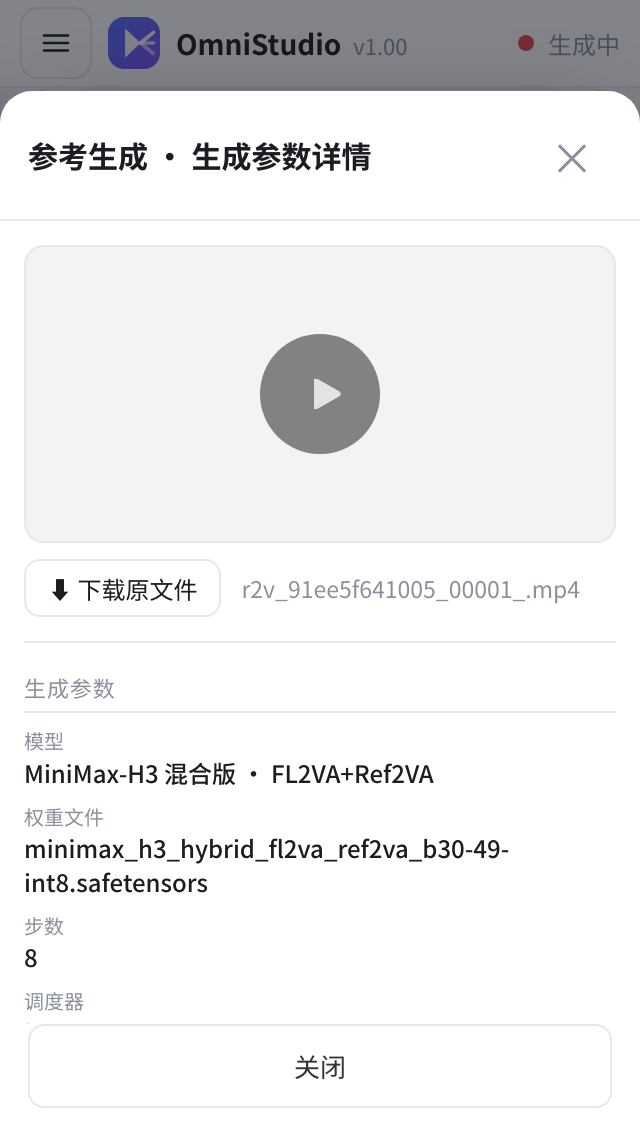 OmniStudio v1.00
生成中
参考生成 · 生成参数详情
下载原文件
r2v_91ee5f641005_00001_.mp4
生成参数
模型
MiniMax-H3 混合版 · FL2VA+Ref2VA
权重文件
minimax_h3_hybrid_fl2va_ref2va_b30-49-
int8.safetensors
步数
8
调度器
关闭